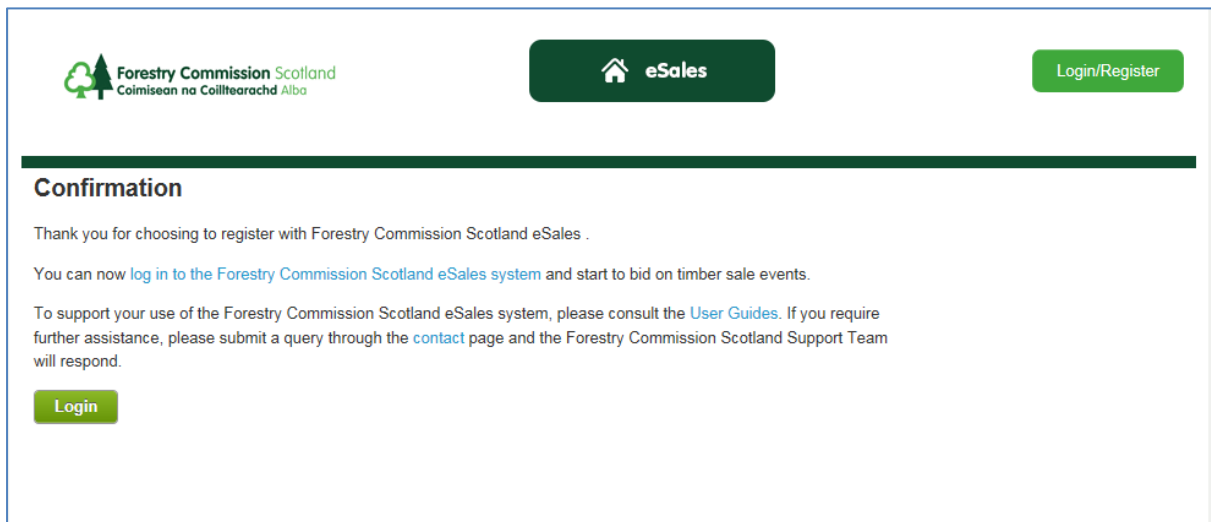 Forestry Commission Scotland
Coimisean na Coilltearachd Alba
eSales
Login/Register
Confirmation
Thank you for choosing to register with Forestry Commission Scotland eSales .
You can now log in to the Forestry Commission Scotland eSales system and start to bid on timber sale events.
To support your use of the Forestry Commission Scotland eSales system, please consult the User Guides. If you require
further assistance, please submit a query through the contact page and the Forestry Commission Scotland Support Team
will respond.
Login